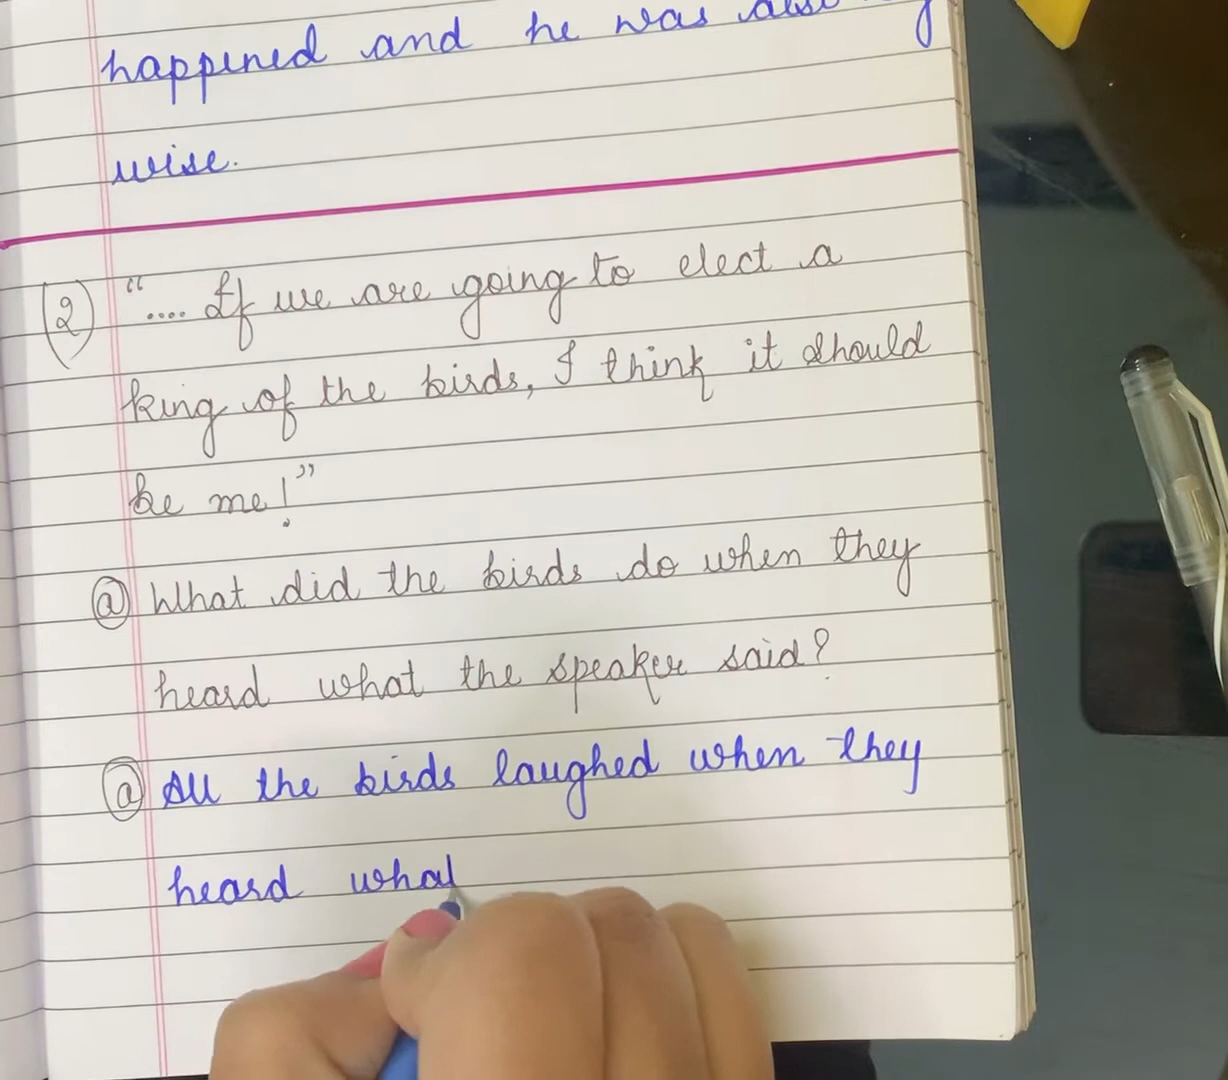 happened and he was also
wise.
(2) ".... If we are going to elect a
king of the birds, I think it should
be me!"
(a) What did the birds do when they
heard what the speaker said?
(a) All the birds laughed when they
heard what